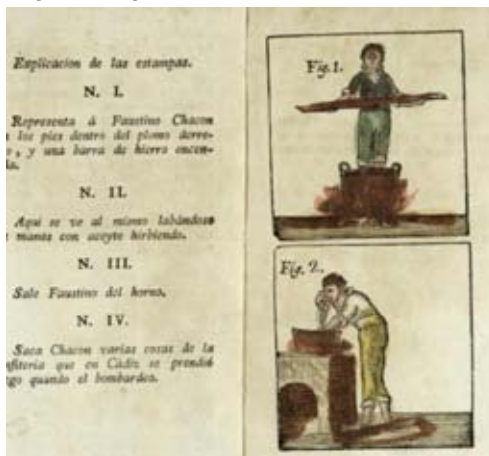 Explicacion de las estampas.
N. I.
Representa á Faustino Chacon
los pies dentro del plomo derre-
, y una barra de hierro encen-
N. II.
Aqui se ve al mismo labándose
manos con aceyte hirbiendo.
N. III.
Sale Faustino del horno.
N. IV.
Saca Chacon varias cosas de la
que en Cádiz se prendió
quando el bombardeo.
Fig. 1.
Fig. 2.